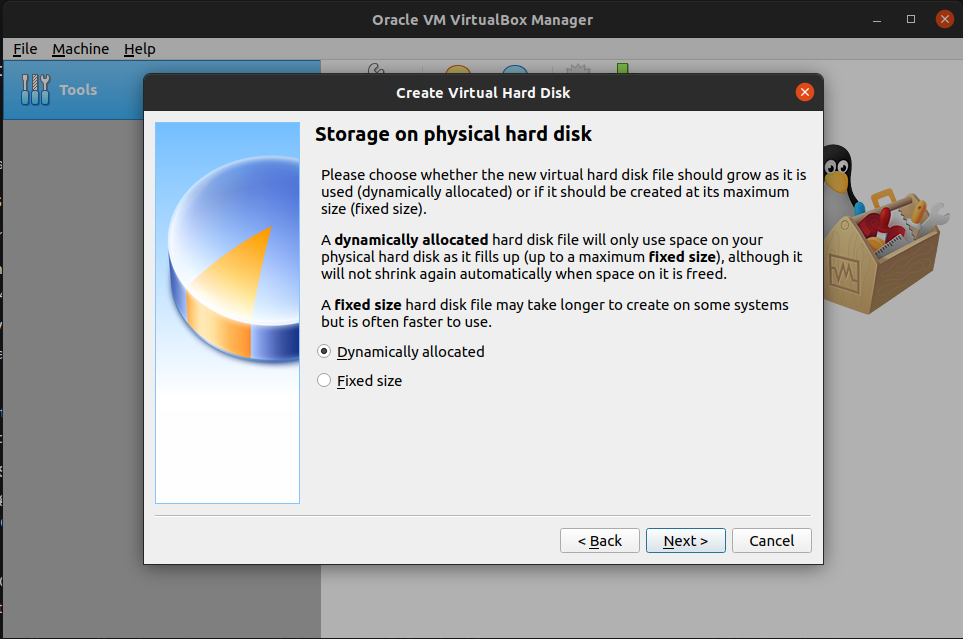 Oracle VM VirtualBox Manager
File Machine Help
Tools
Create Virtual Hard Disk
Storage on physical hard disk
Please choose whether the new virtual hard disk file should grow as it is
used (dynamically allocated) or if it should be created at its maximum
size (fixed size).
A dynamically allocated hard disk file will only use space on your
physical hard disk as it fills up (up to a maximum fixed size), although it
will not shrink again automatically when space on it is freed.
A fixed size hard disk file may take longer to create on some systems
but is often faster to use.
Dynamically allocated
Fixed size
< Back Next > Cancel